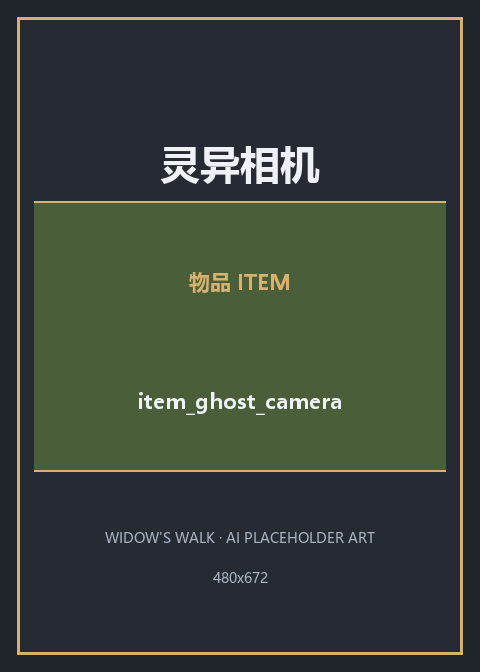 灵异相机
物品 ITEM
item_ghost_camera
WIDOW'S WALK · AI PLACEHOLDER ART
480x672